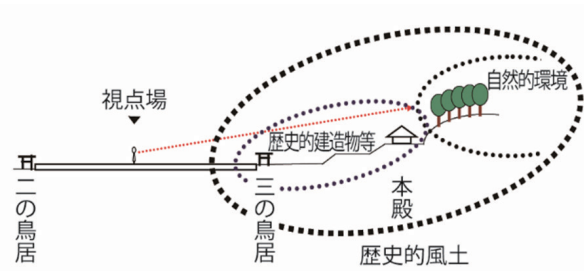 自然的環境
視点場
歴史的建造物等
二の鳥居
三の鳥居
本殿
歴史的風土